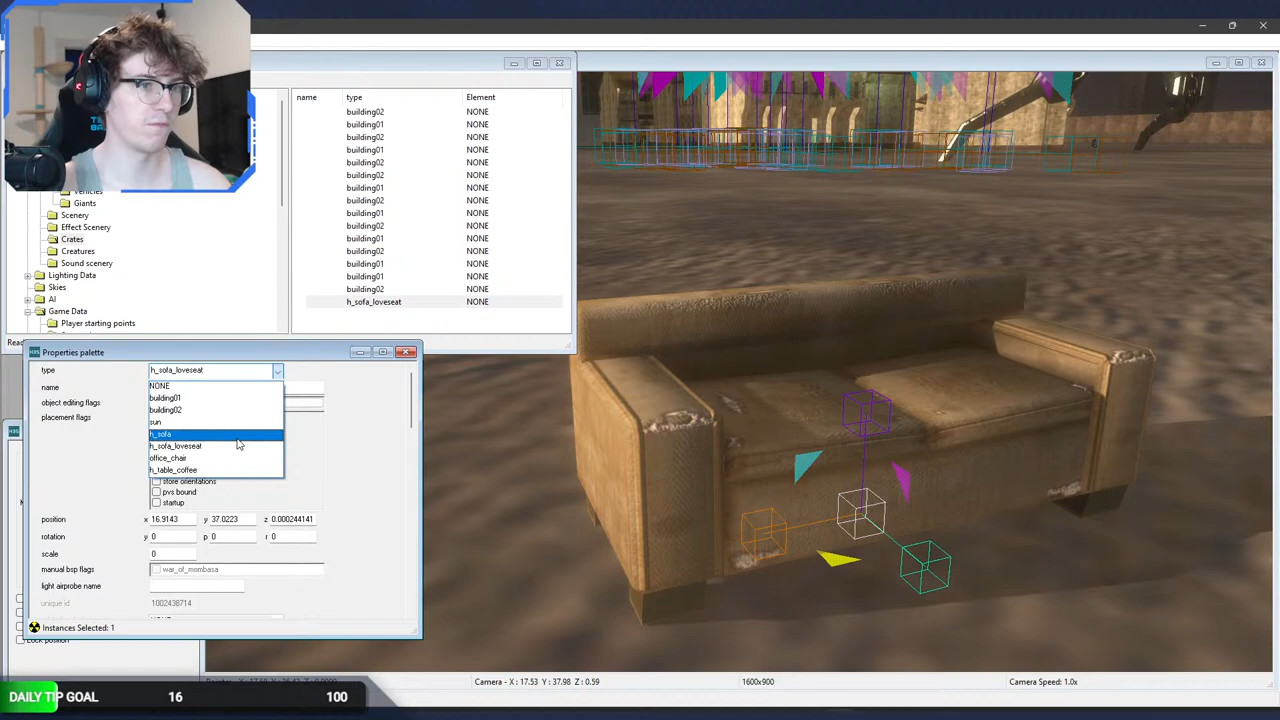 name type Element
building02 NONE
building01 NONE
building02 NONE
building01 NONE
building02 NONE
building02 NONE
building01 NONE
building02 NONE
building01 NONE
building02 NONE
building01 NONE
building02 NONE
building01 NONE
building01 NONE
building02 NONE
h_sofa_loveseat NONE
Vehicles
Giants
Scenery
Effect Scenery
Crates
Creatures
Sound scenery
Lighting Data
Skies
AI
Game Data
Player starting points
Rea
Properties palette
type h_sofa_loveseat
name
object editing flags
placement flags
NONE
building01
building02
sun
h_sofa
h_sofa_loveseat
office_chair
h_table_coffee
store orientations
pvs bound
startup
position x 16.9143 y 37.0223 z 0.000244141
rotation y 0 p 0 r 0
scale 0
manual bsp flags war_of_mombasa
light airprobe name
unique id 1002438714
Instances Selected: 1
Lock position
Camera - X : 17.53 Y : 37.98 Z : 0.59 1600x900 Camera Speed: 1.0x
DAILY TIP GOAL 16 100